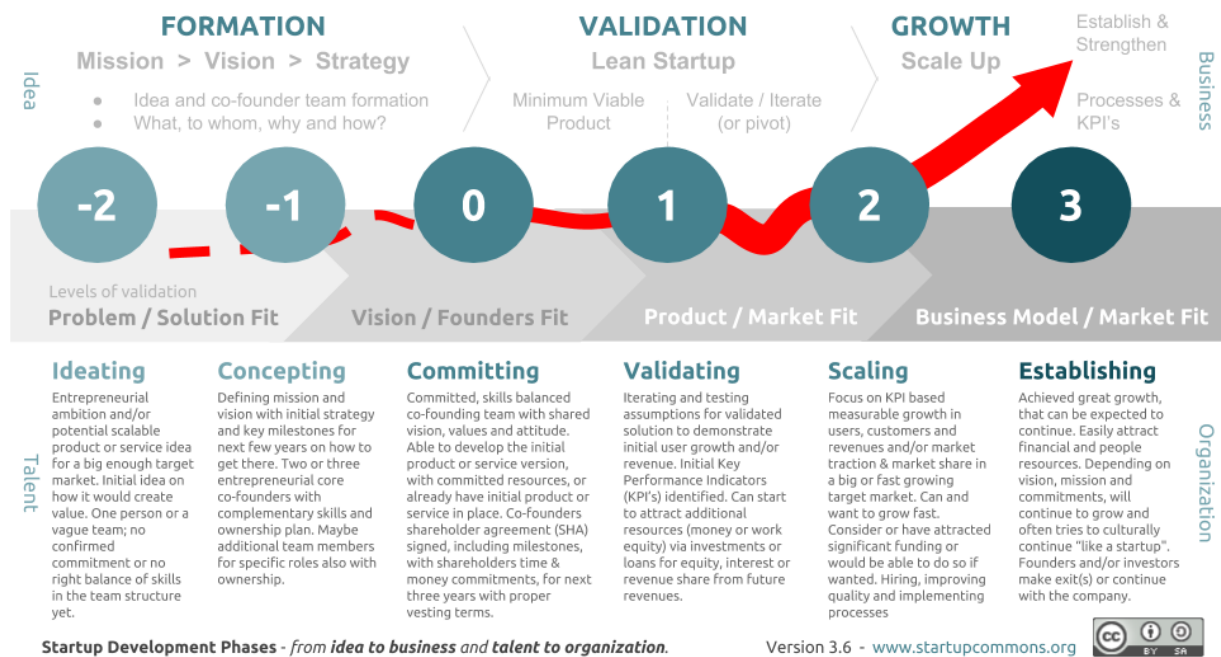 FORMATION
Mission > Vision > Strategy
● Idea and co-founder team formation
● What, to whom, why and how?
VALIDATION
Lean Startup
Minimum Viable
Product
Validate / Iterate
(or pivot)
GROWTH
Scale Up
Establish &
Strengthen
Processes &
KPI's
Idea
Business
-2
-1
0
1
2
3
Levels of validation
Problem / Solution Fit
Vision / Founders Fit
Product / Market Fit
Business Model / Market Fit
Talent
Organization
Ideating
Entrepreneurial
ambition and/or
potential scalable
product or service idea
for a big enough target
market. Initial idea on
how it would create
value. One person or a
vague team; no
confirmed
commitment or no
right balance of skills
in the team structure
yet.
Concepting
Defining mission and
vision with initial strategy
and key milestones for
next few years on how to
get there. Two or three
entrepreneurial core
co-founders with
complementary skills and
ownership plan. Maybe
additional team members
for specific roles also with
ownership.
Committing
Committed, skills balanced
co-founding team with shared
vision, values and attitude.
Able to develop the initial
product or service version,
with committed resources, or
already have initial product or
service in place. Co-founders
shareholder agreement (SHA)
signed, including milestones,
with shareholders time &
money commitments, for next
three years with proper
vesting terms.
Validating
Iterating and testing
assumptions for validated
solution to demonstrate
initial user growth and/or
revenue. Initial Key
Performance Indicators
(KPI's) identified. Can start
to attract additional
resources (money or work
equity) via investments or
loans for equity, interest or
revenue share from future
revenues.
Scaling
Focus on KPI based
measurable growth in
users, customers and
revenues and/or market
traction & market share in
a big or fast growing
target market. Can and
want to grow fast.
Consider or have attracted
significant funding or
would be able to do so if
wanted. Hiring, improving
quality and implementing
processes
Establishing
Achieved great growth,
that can be expected to
continue. Easily attract
financial and people
resources. Depending on
vision, mission and
commitments, will
continue to grow and
often tries to culturally
continue "like a startup".
Founders and/or investors
make exit(s) or continue
with the company.
Startup Development Phases - from idea to business and talent to organization.
Version 3.6 - www.startupcommons.org
cc
BY SA